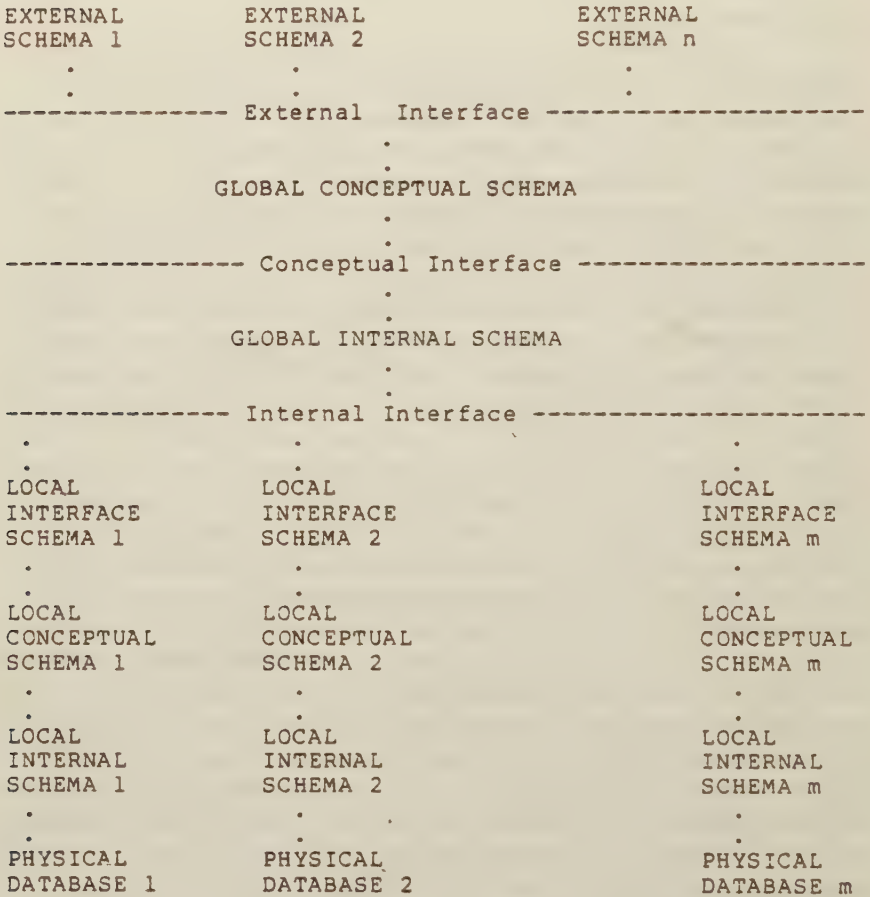 EXTERNAL EXTERNAL EXTERNAL
SCHEMA 1 SCHEMA 2 SCHEMA n
. . .
. . .
--------------- External Interface ---------------------
.
.
GLOBAL CONCEPTUAL SCHEMA
.
.
---------------- Conceptual Interface -------------------
.
.
GLOBAL INTERNAL SCHEMA
.
.
--------------- Internal Interface ----------------------
. . .
. . .
LOCAL LOCAL LOCAL
INTERFACE INTERFACE INTERFACE
SCHEMA 1 SCHEMA 2 SCHEMA m
. . .
. . .
LOCAL LOCAL LOCAL
CONCEPTUAL CONCEPTUAL CONCEPTUAL
SCHEMA 1 SCHEMA 2 SCHEMA m
. . .
. . .
LOCAL LOCAL LOCAL
INTERNAL INTERNAL INTERNAL
SCHEMA 1 SCHEMA 2 SCHEMA m
. . .
. . .
PHYSICAL PHYSICAL PHYSICAL
DATABASE 1 DATABASE 2 DATABASE m